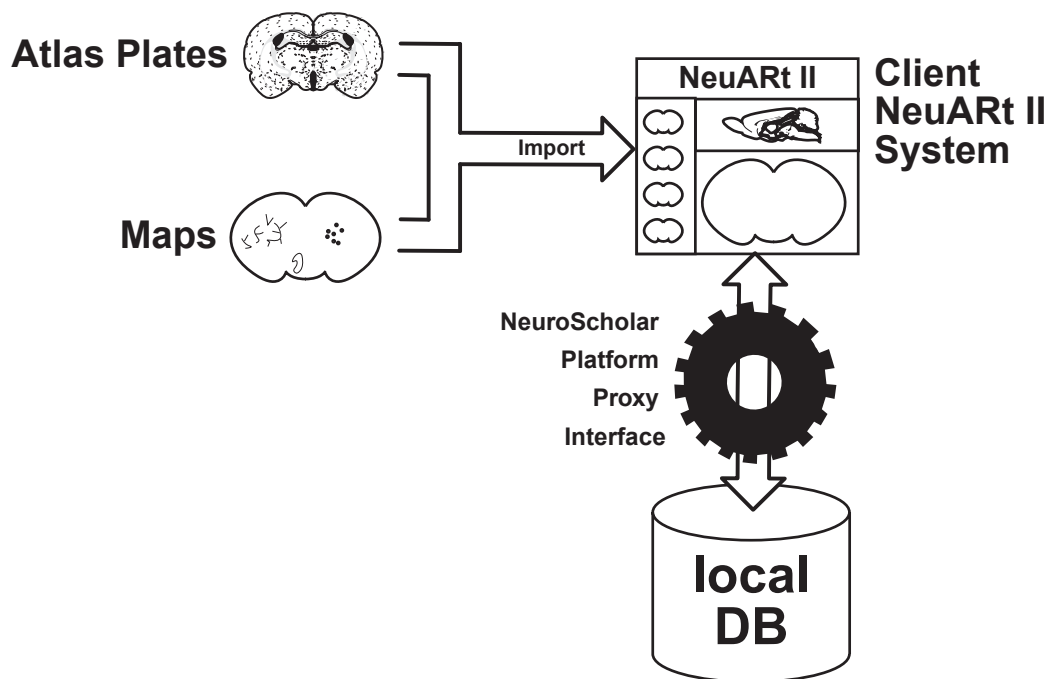 Atlas Plates
Maps
Import
NeuARt II
Client
NeuARt II
System
NeuroScholar
Platform
Proxy
Interface
local
DB